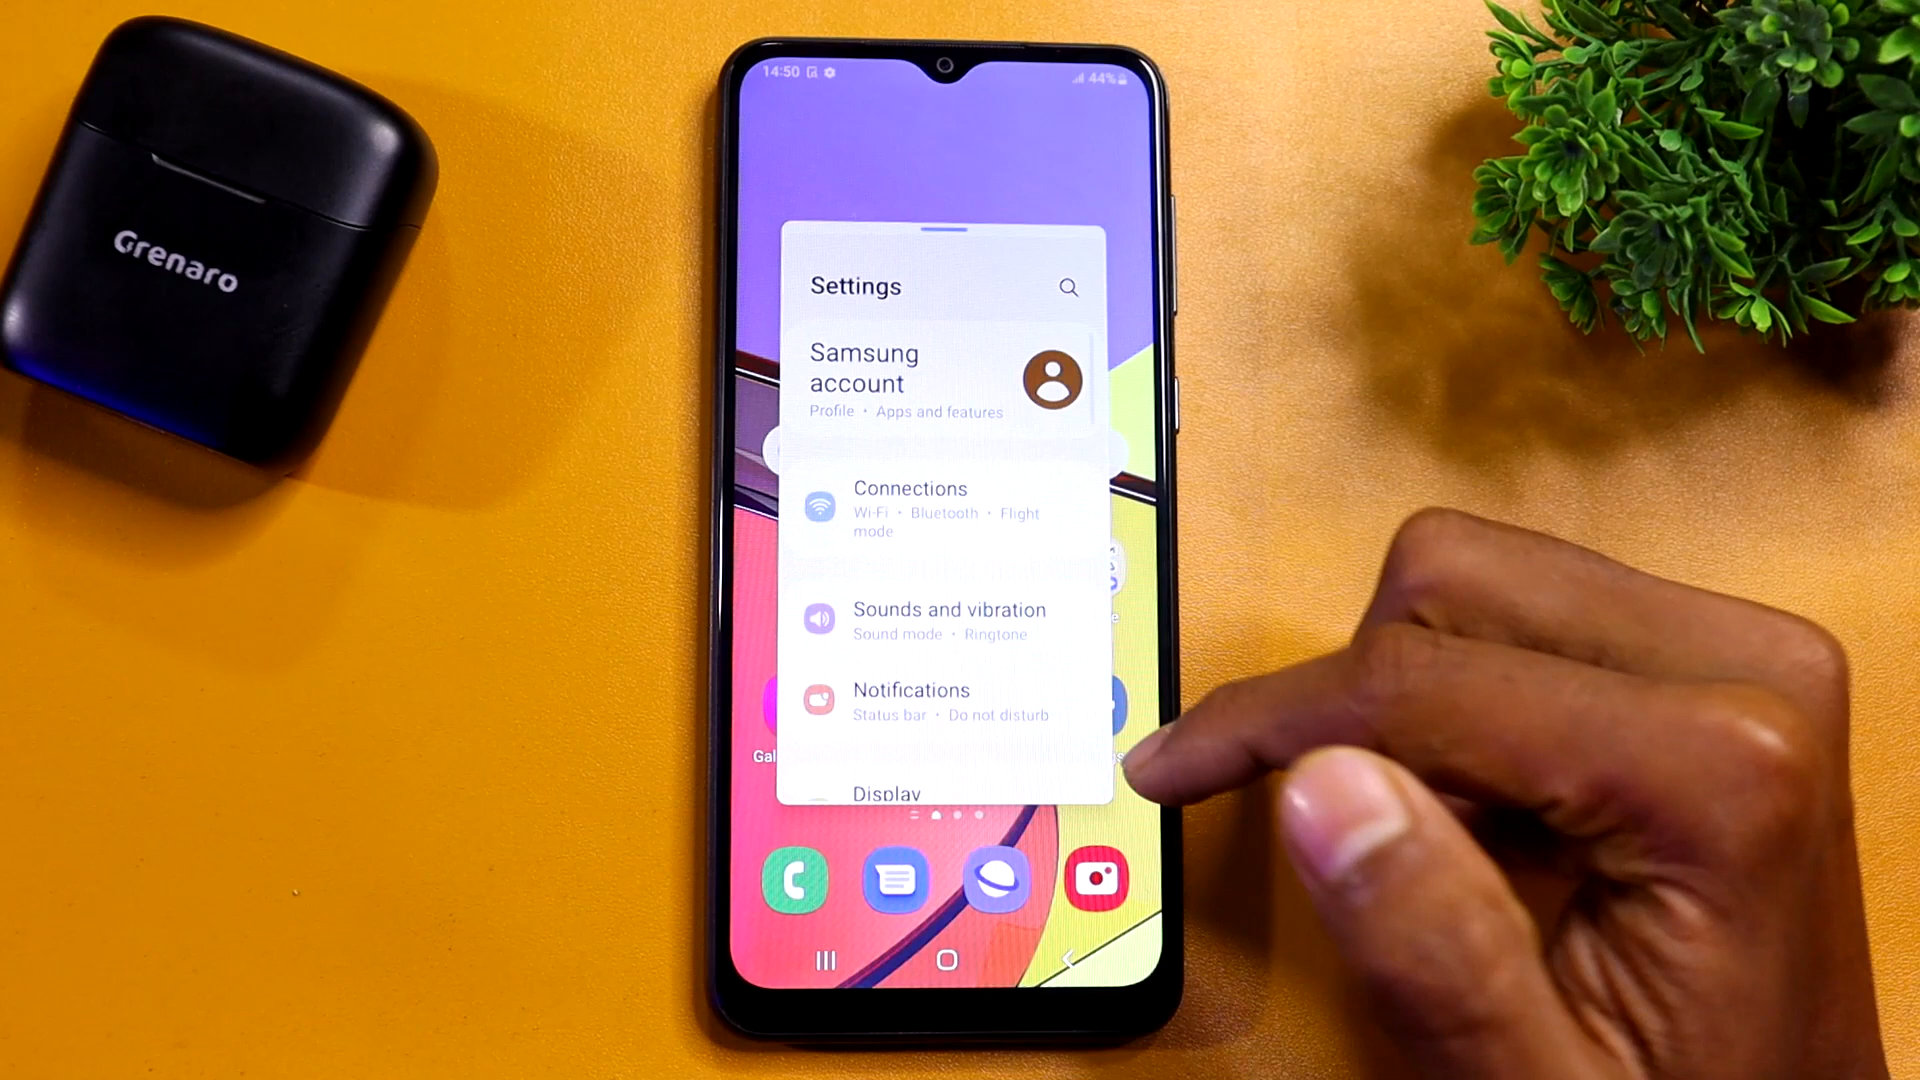 Grenaro
14:50
44%
Settings
Samsung
account
Profile • Apps and features
Connections
Wi-Fi • Bluetooth • Flight
mode
Sounds and vibration
Sound mode • Ringtone
Notifications
Status bar • Do not disturb
Gal
Display